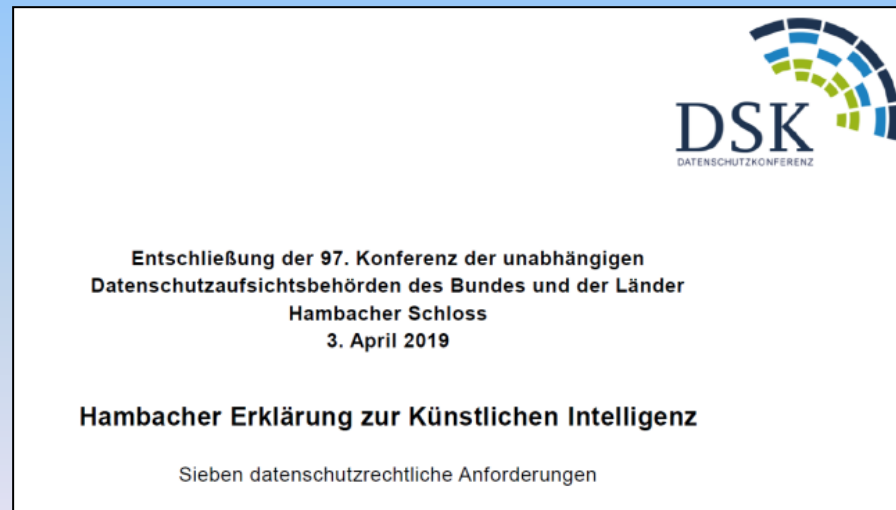 DSK
DATENSCHUTZKONFERENZ
Entschließung der 97. Konferenz der unabhängigen
Datenschutzaufsichtsbehörden des Bundes und der Länder
Hambacher Schloss
3. April 2019
Hambacher Erklärung zur Künstlichen Intelligenz
Sieben datenschutzrechtliche Anforderungen